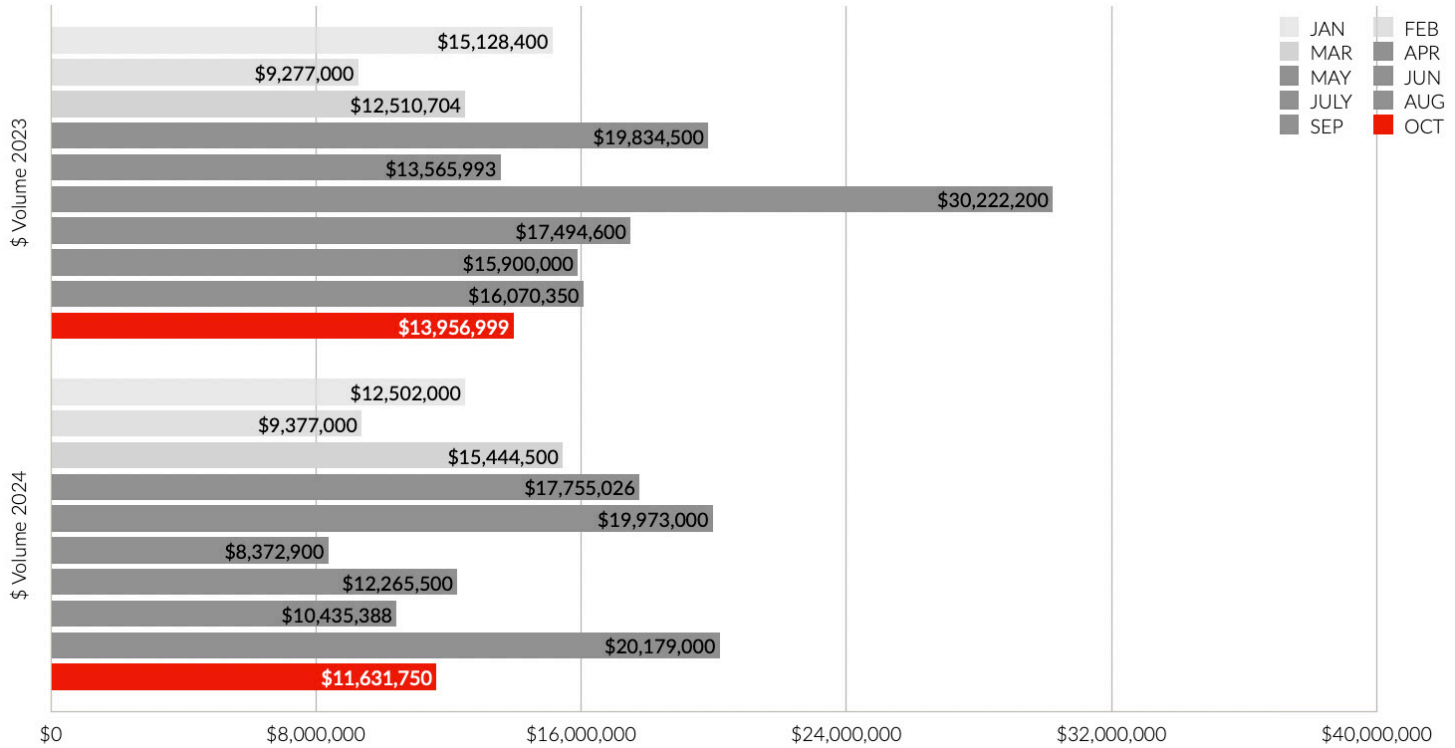 $15,128,400
$9,277,000
$12,510,704
$19,834,500
$13,565,993
$30,222,200
$17,494,600
$15,900,000
$16,070,350
$13,956,999
$ Volume 2023
$12,502,000
$9,377,000
$15,444,500
$17,755,026
$19,973,000
$8,372,900
$12,265,500
$10,435,388
$20,179,000
$11,631,750
$ Volume 2024
$0 $8,000,000 $16,000,000 $24,000,000 $32,000,000 $40,000,000
JAN FEB
MAR APR
MAY JUN
JULY AUG
SEP OCT